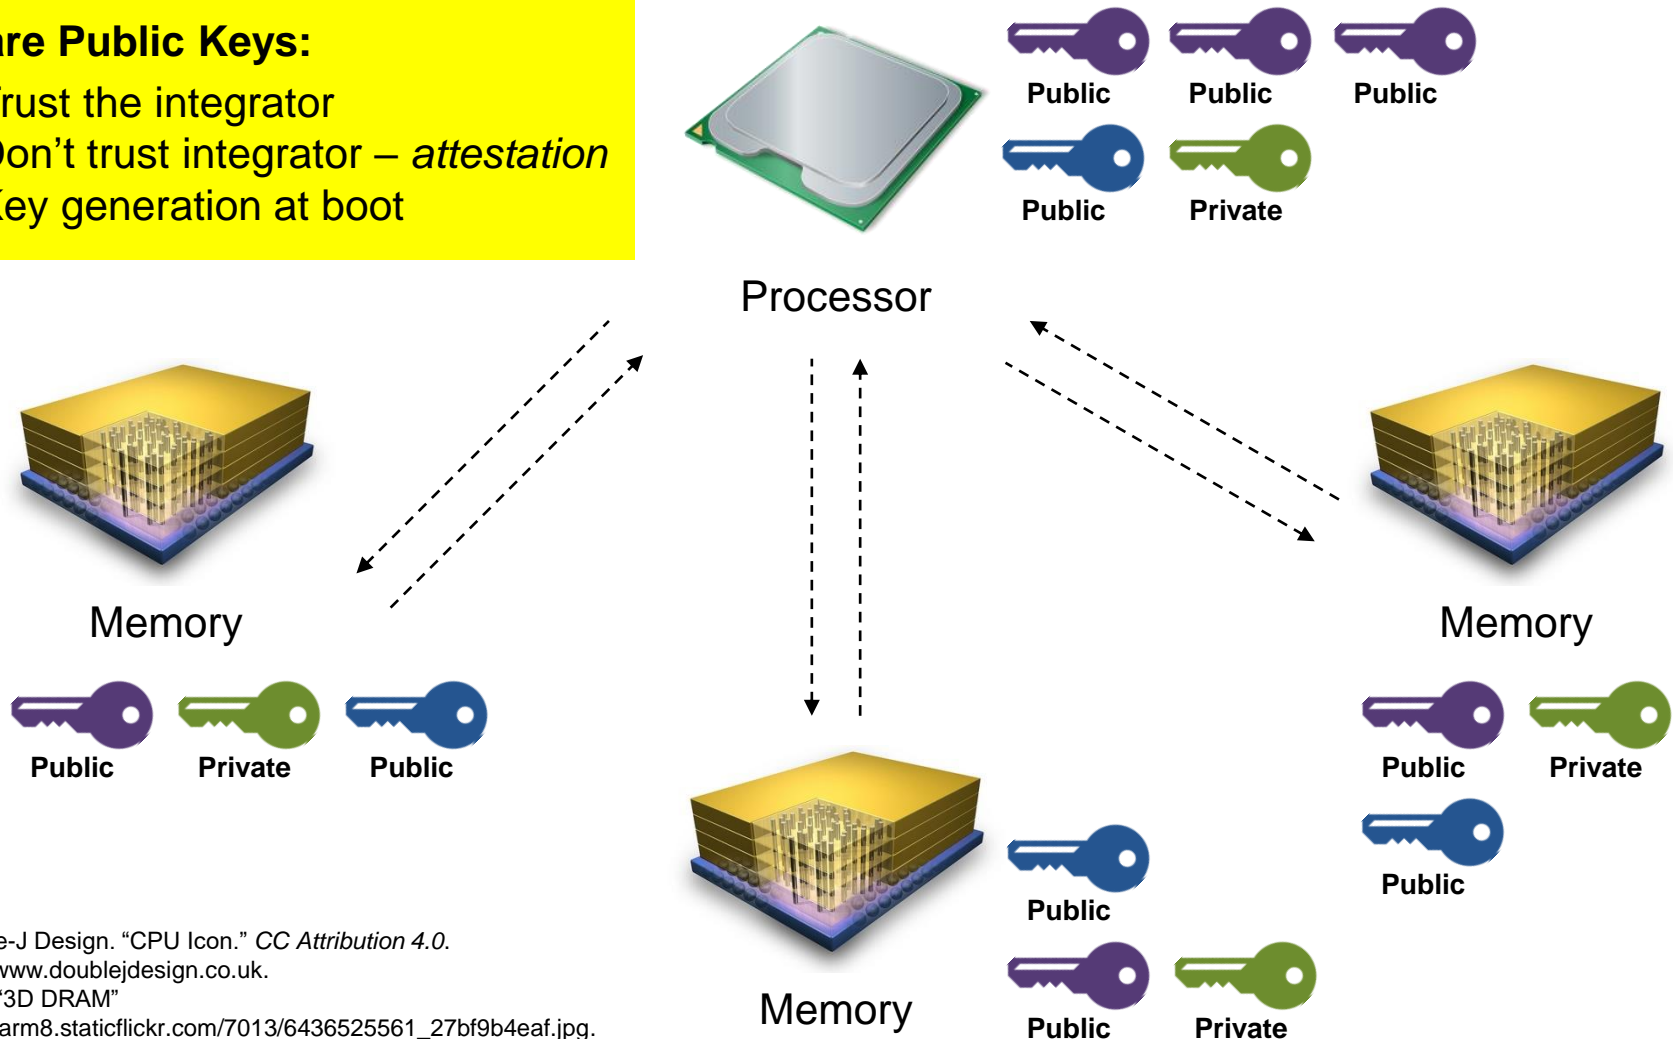 are Public Keys:
rust the integrator
on’t trust integrator – attestation
ey generation at boot
Public Public Public
Public Private
Processor
Memory
Memory
Public Private Public
Public Private
Public
Public
Memory
Public Private
e-J Design. “CPU Icon.” CC Attribution 4.0.
www.doublejdesign.co.uk.
“3D DRAM”
arm8.staticflickr.com/7013/6436525561_27bf9b4eaf.jpg.